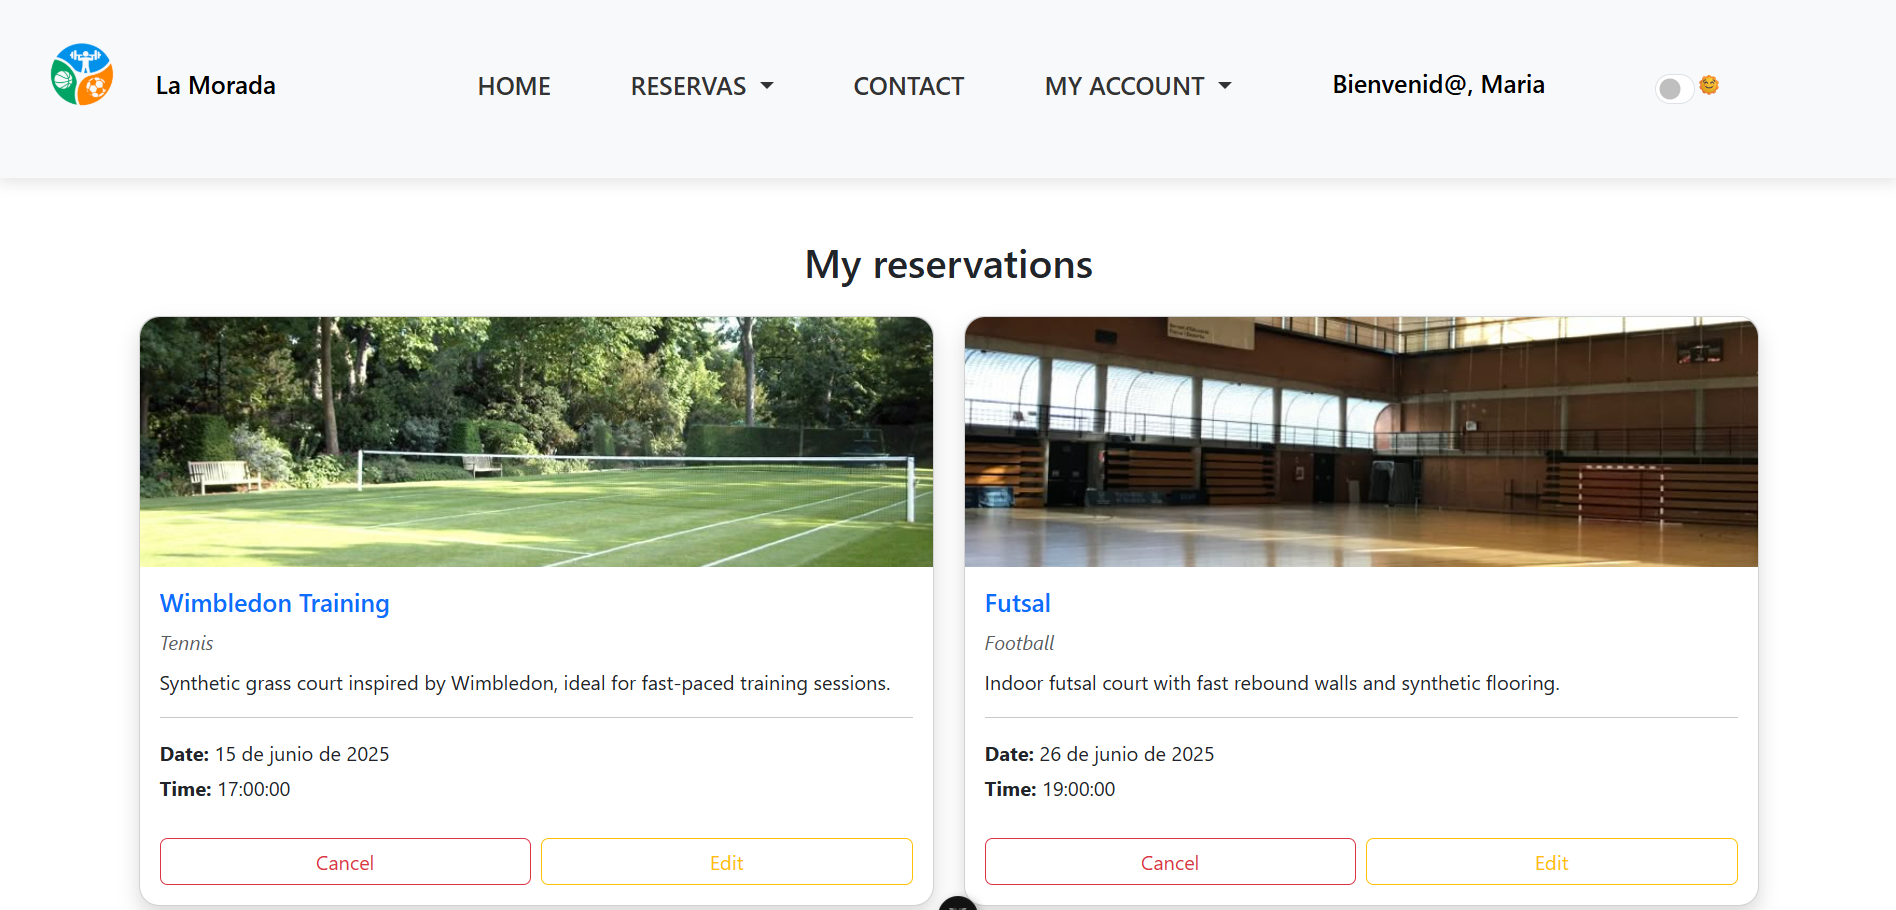 La Morada
HOME
RESERVAS
CONTACT
MY ACCOUNT
Bienvenid@, Maria
My reservations
Wimbledon Training
Tennis
Synthetic grass court inspired by Wimbledon, ideal for fast-paced training sessions.
Date: 15 de junio de 2025
Time: 17:00:00
Cancel
Edit
Futsal
Football
Indoor futsal court with fast rebound walls and synthetic flooring.
Date: 26 de junio de 2025
Time: 19:00:00
Cancel
Edit